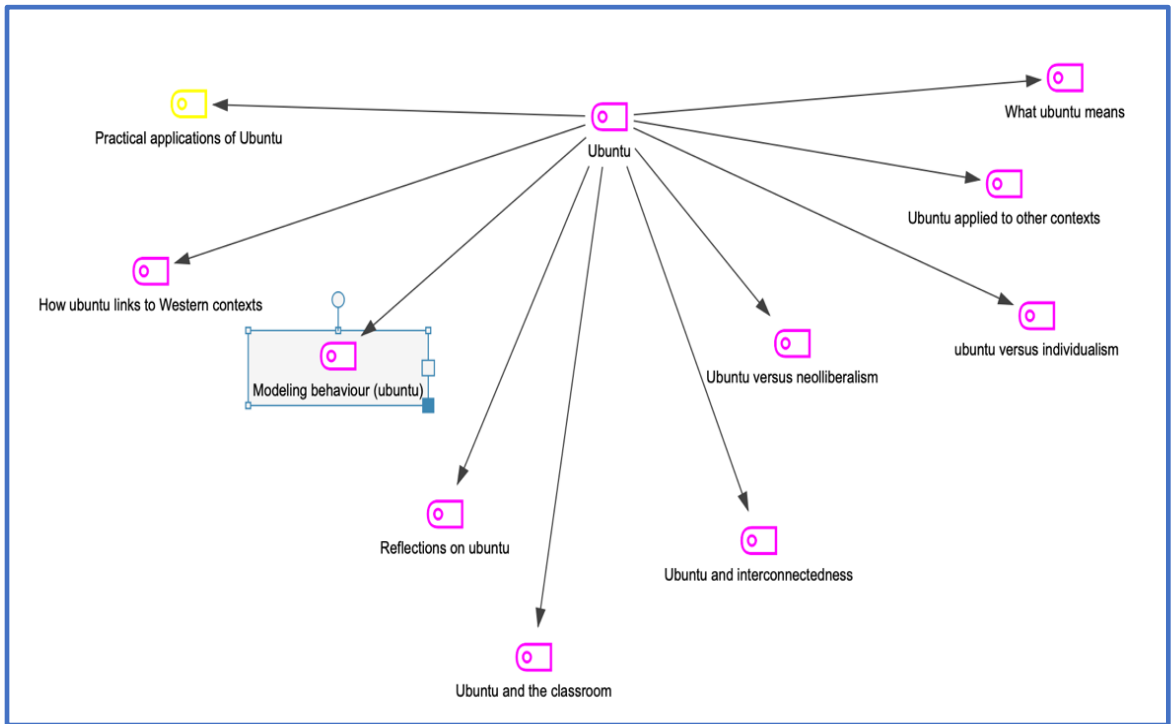 What ubuntu means
Practical applications of Ubuntu
Ubuntu
Ubuntu applied to other contexts
How ubuntu links to Western contexts
ubuntu versus individualism
Ubuntu versus neolliberalism
Modeling behaviour (ubuntu)
Reflections on ubuntu
Ubuntu and interconnectedness
Ubuntu and the classroom